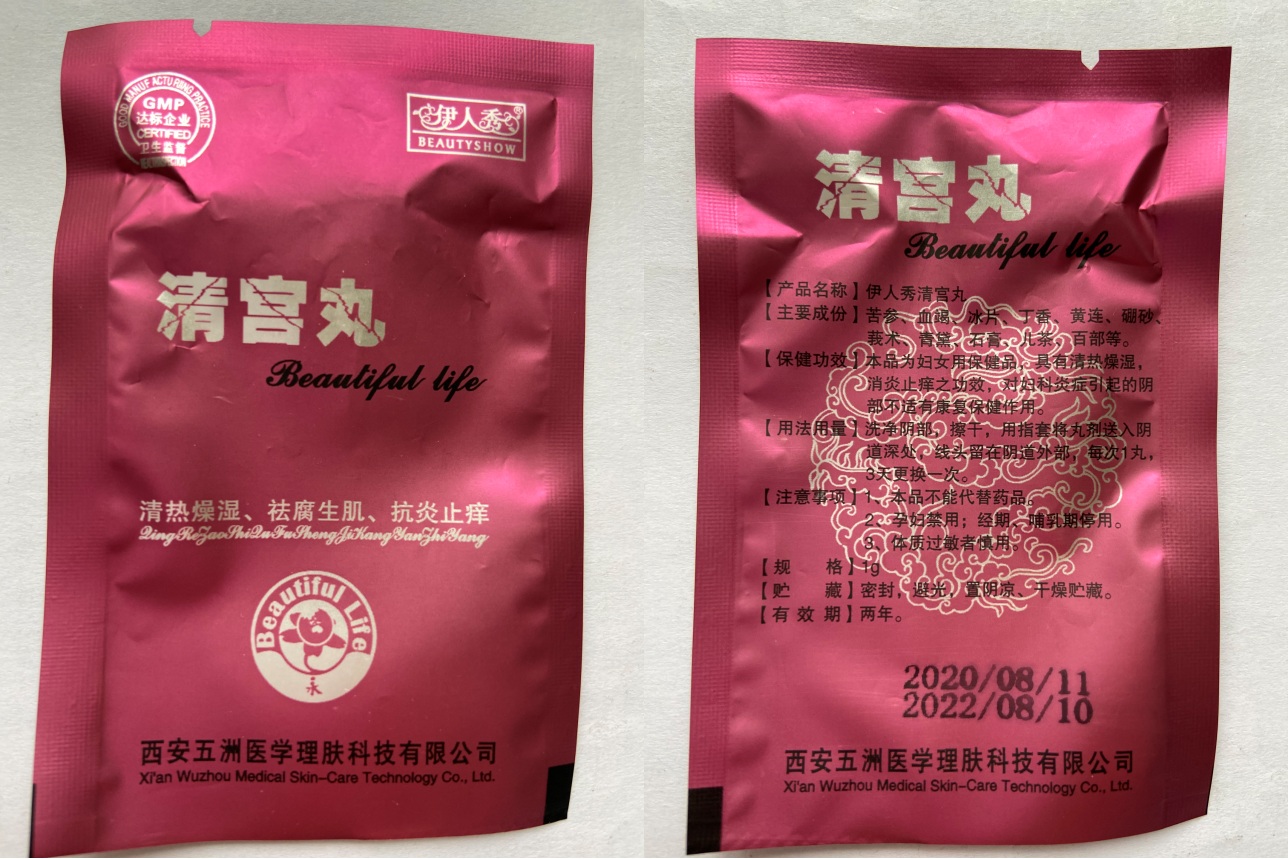 GOOD MANUFACTURING PRACTICE
GMP
达标企业
CERTIFIED
卫生监督
伊人秀®
BEAUTYSHOW
清宫丸
Beautiful life
清热燥湿、祛腐生肌、抗炎止痒
QingReZaoShiQuFuShengJiKangYanZhiYang
Beautiful Life
永
西安五洲医学理肤科技有限公司
Xi'an Wuzhou Medical Skin-Care Technology Co., Ltd.
清宫丸
Beautiful life
【产品名称】伊人秀清宫丸
【主要成份】苦参、血竭、冰片、丁香、黄连、硼砂、
莪术、青黛、石膏、儿茶、百部等。
【保健功效】本品为妇女用保健品，具有清热燥湿，
消炎止痒之功效，对妇科炎症引起的阴
部不适有康复保健作用。
【用法用量】洗净阴部，擦干，用指套将丸剂送入阴
道深处，线头留在阴道外部，每次1丸，
3天更换一次。
【注意事项】1、本品不能代替药品。
2、孕妇禁用；经期、哺乳期停用。
3、体质过敏者慎用。
【规 格】1g
【贮 藏】密封，避光，置阴凉、干燥贮藏。
【有 效 期】两年。
2020/08/11
2022/08/10
西安五洲医学理肤科技有限公司
Xi'an Wuzhou Medical Skin-Care Technology Co., Ltd.